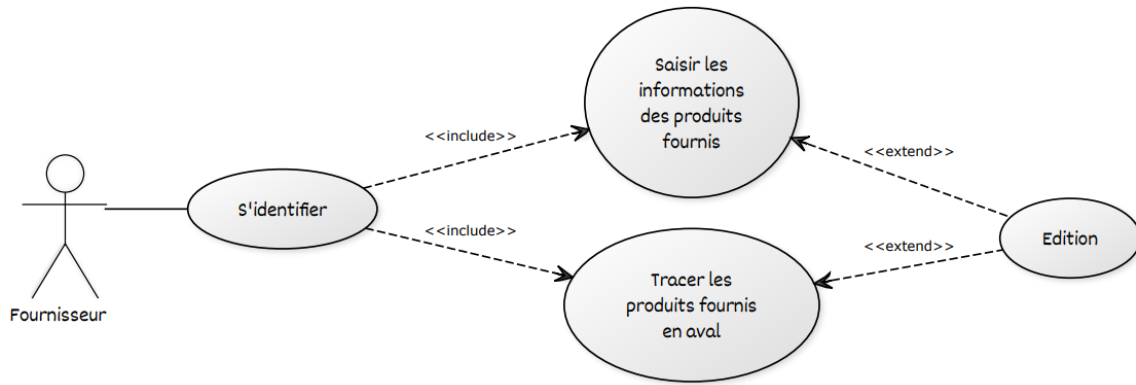 Saisir les
informations
des produits
fournis
<<include>>
<<extend>>
S'identifier
<<include>>
<<extend>>
Edition
Tracer les
produits fournis
en aval
Fournisseur